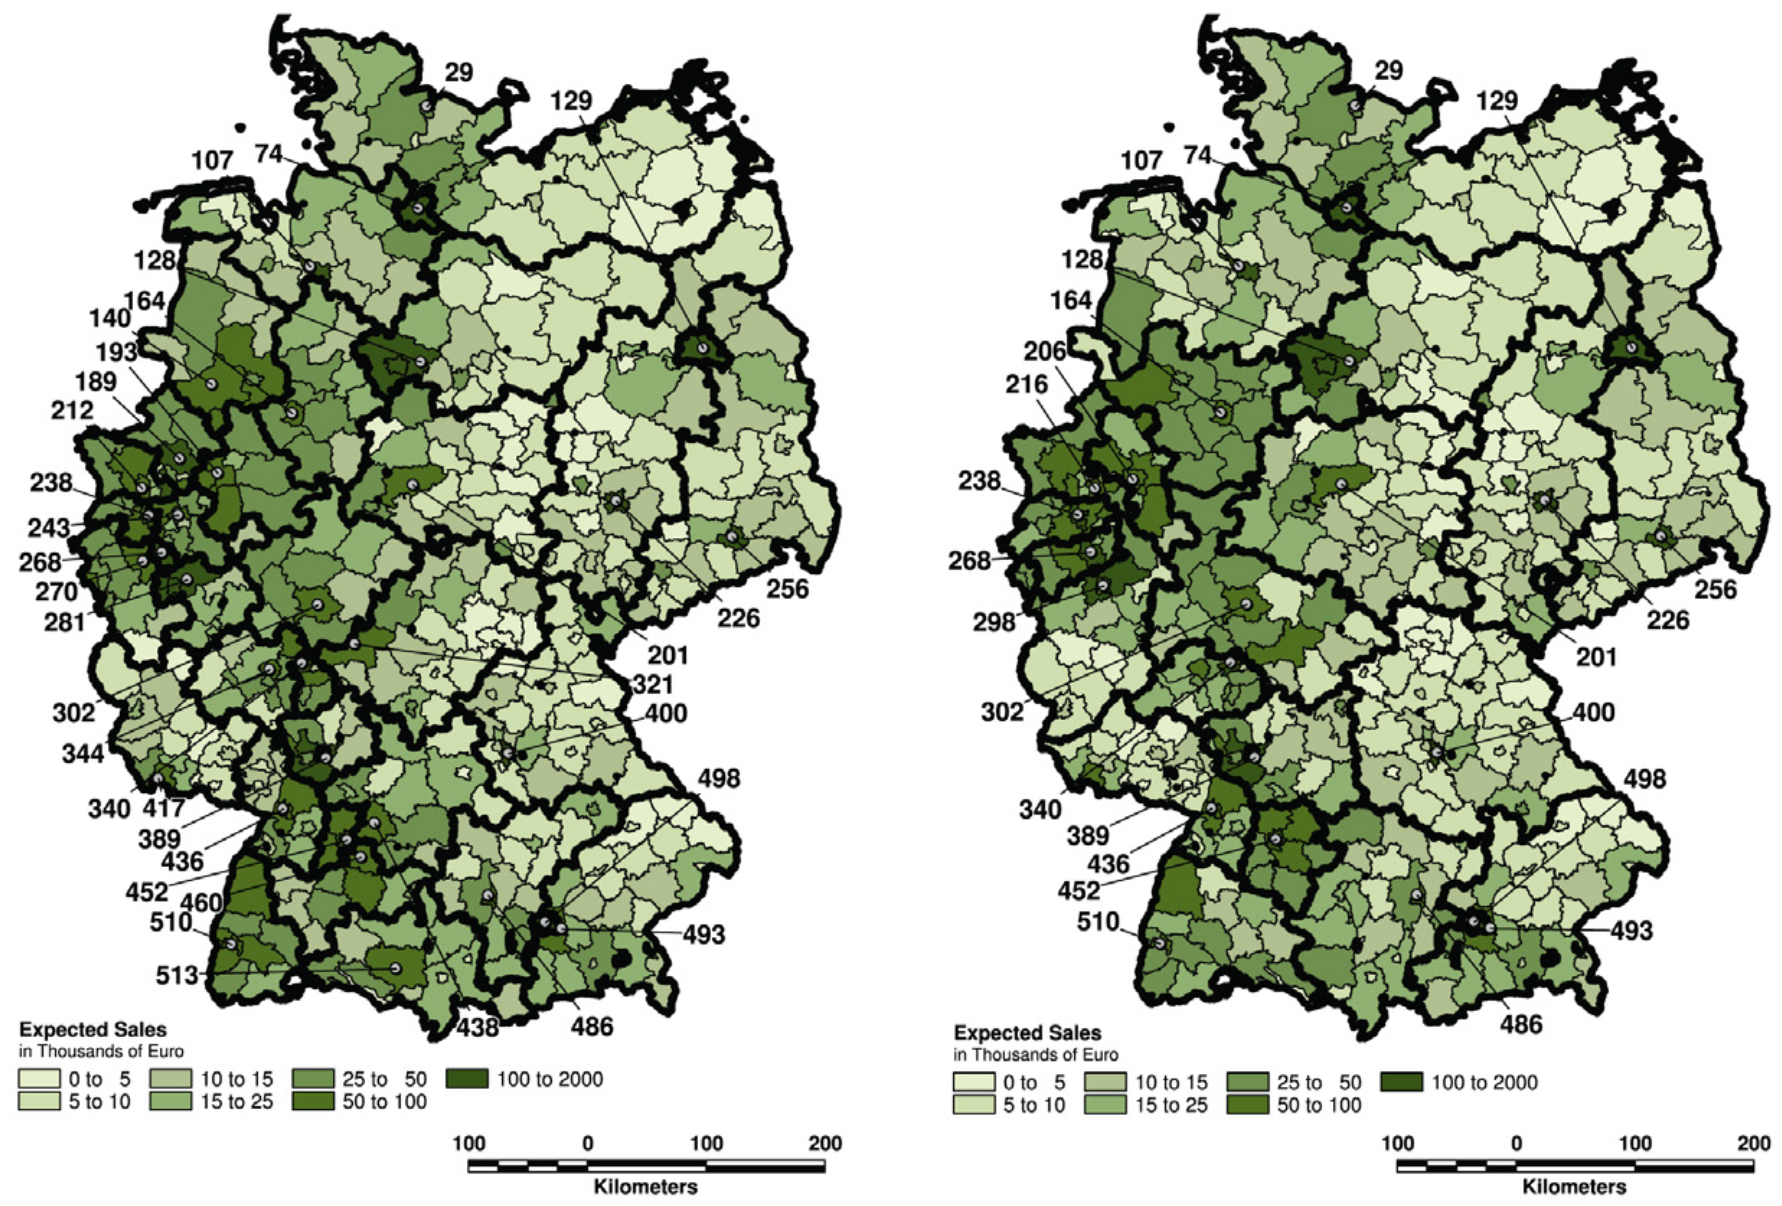 29
129
107
74
128
164
140
193
189
212
238
243
268
270
281
302
344
340
417
389
436
452
460
510
513
256
226
201
321
400
498
493
438
486
Expected Sales
in Thousands of Euro
0 to 5
10 to 15
25 to 50
100 to 2000
5 to 10
15 to 25
50 to 100
100 0 100 200
Kilometers
29
129
107
74
128
164
206
216
238
268
298
302
340
389
436
452
510
256
226
201
400
498
493
486
Expected Sales
in Thousands of Euro
0 to 5
10 to 15
25 to 50
100 to 2000
5 to 10
15 to 25
50 to 100
100 0 100 200
Kilometers